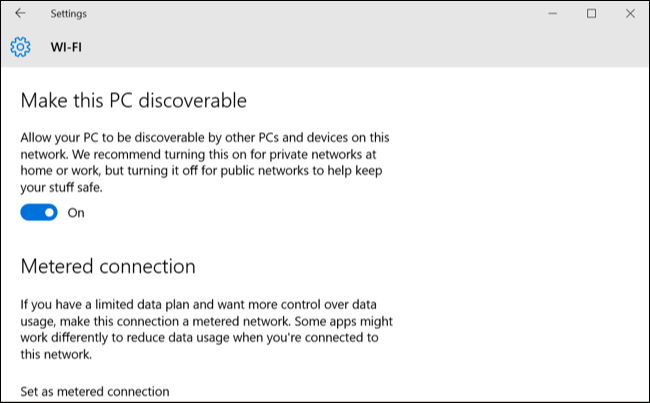 Settings
WI-FI
Make this PC discoverable
Allow your PC to be discoverable by other PCs and devices on this
network. We recommend turning this on for private networks at
home or work, but turning it off for public networks to help keep
your stuff safe.
On
Metered connection
If you have a limited data plan and want more control over data
usage, make this connection a metered network. Some apps might
work differently to reduce data usage when you're connected to
this network.
Set as metered connection